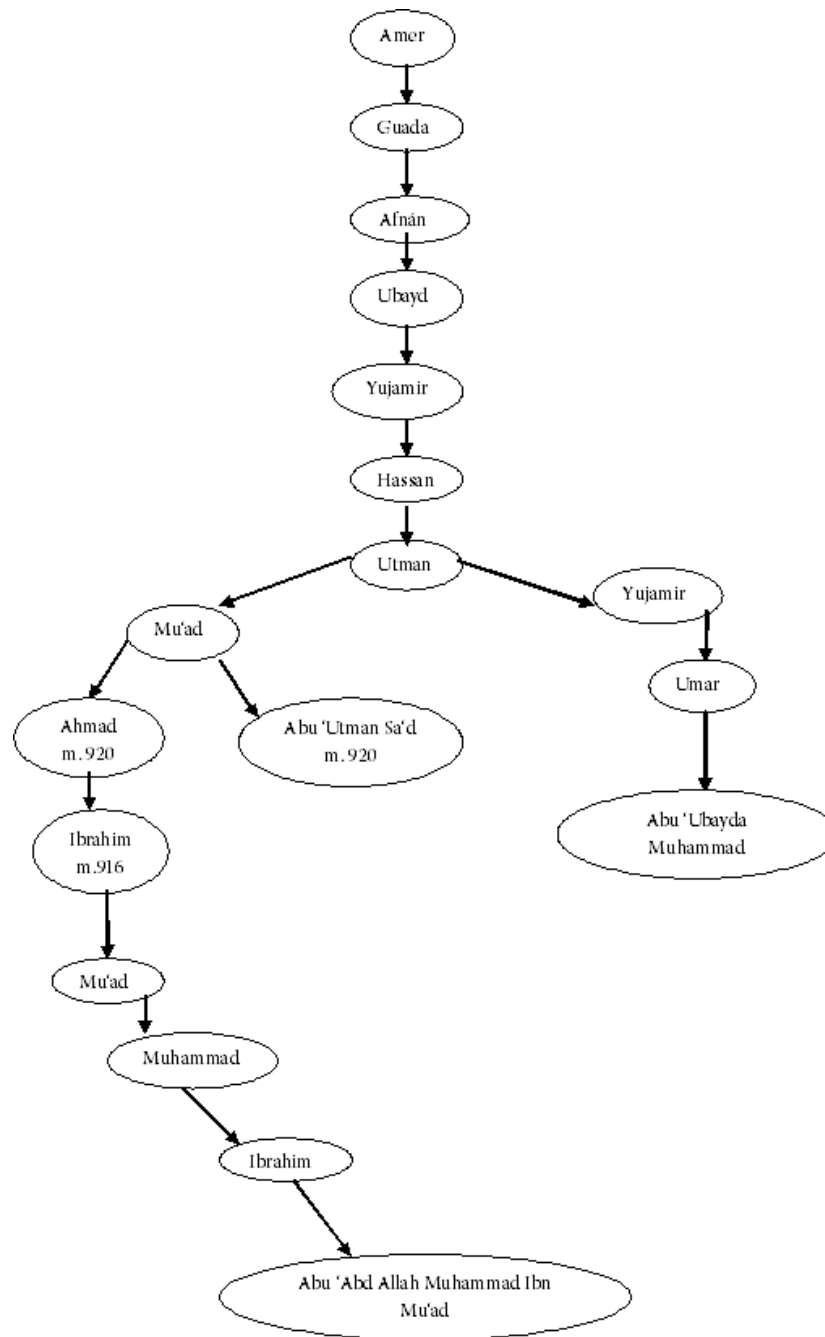 Amer
Guada
Afnán
Ubayd
Yujamir
Hassan
Utman
Yujamir
Mu‘ad
Umar
Ahmad
m. 920
Abu ‘Utman Sa‘d
m. 920
Abu ‘Ubayda
Muhammad
Ibrahim
m.916
Mu‘ad
Muhammad
Ibrahim
Abu ‘Abd Allah Muhammad Ibn
Mu‘ad